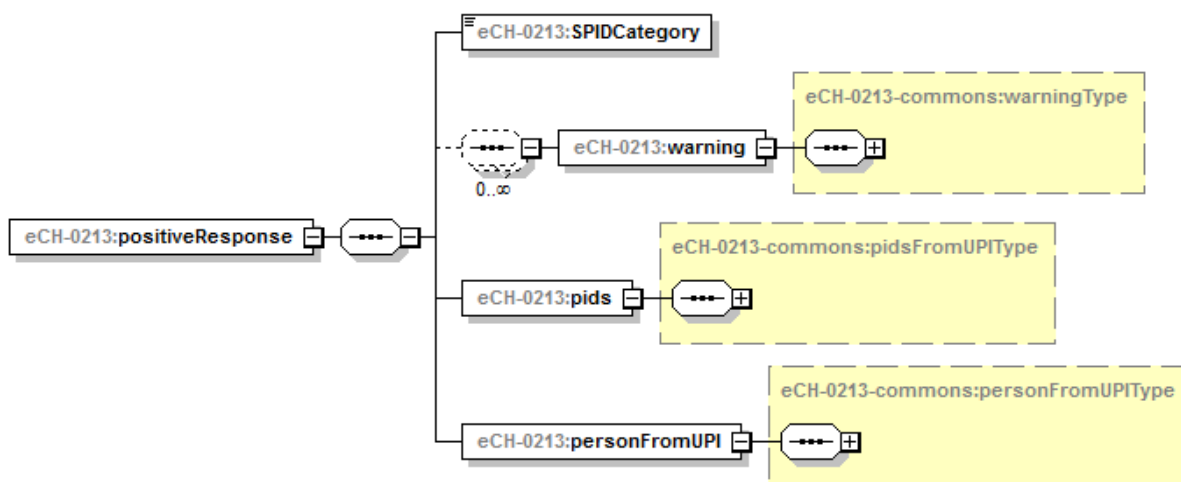 eCH-0213:SPIDCategory
eCH-0213-commons:warningType
eCH-0213:warning
0..∞
eCH-0213-commons:pidsFromUPIType
eCH-0213:positiveResponse
eCH-0213:pids
eCH-0213-commons:personFromUPIType
eCH-0213:personFromUPI